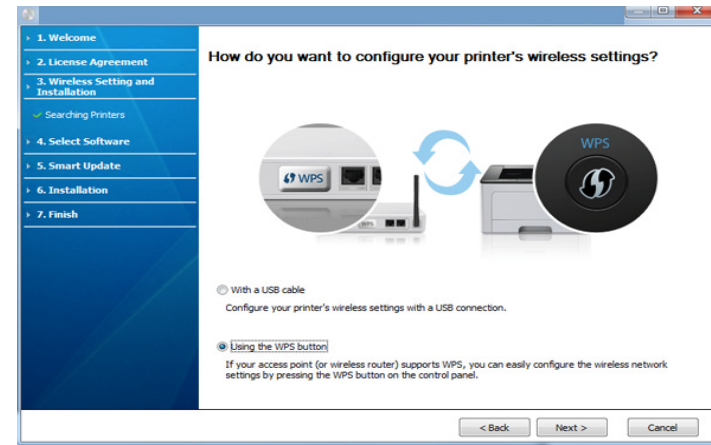 1. Welcome
2. License Agreement
3. Wireless Setting and
Installation
Searching Printers
4. Select Software
5. Smart Update
6. Installation
7. Finish
How do you want to configure your printer's wireless settings?
WPS
WPS
WPS
With a USB cable
Configure your printer's wireless settings with a USB connection.
Using the WPS button
If your access point (or wireless router) supports WPS, you can easily configure the wireless network
settings by pressing the WPS button on the control panel.
< Back
Next >
Cancel